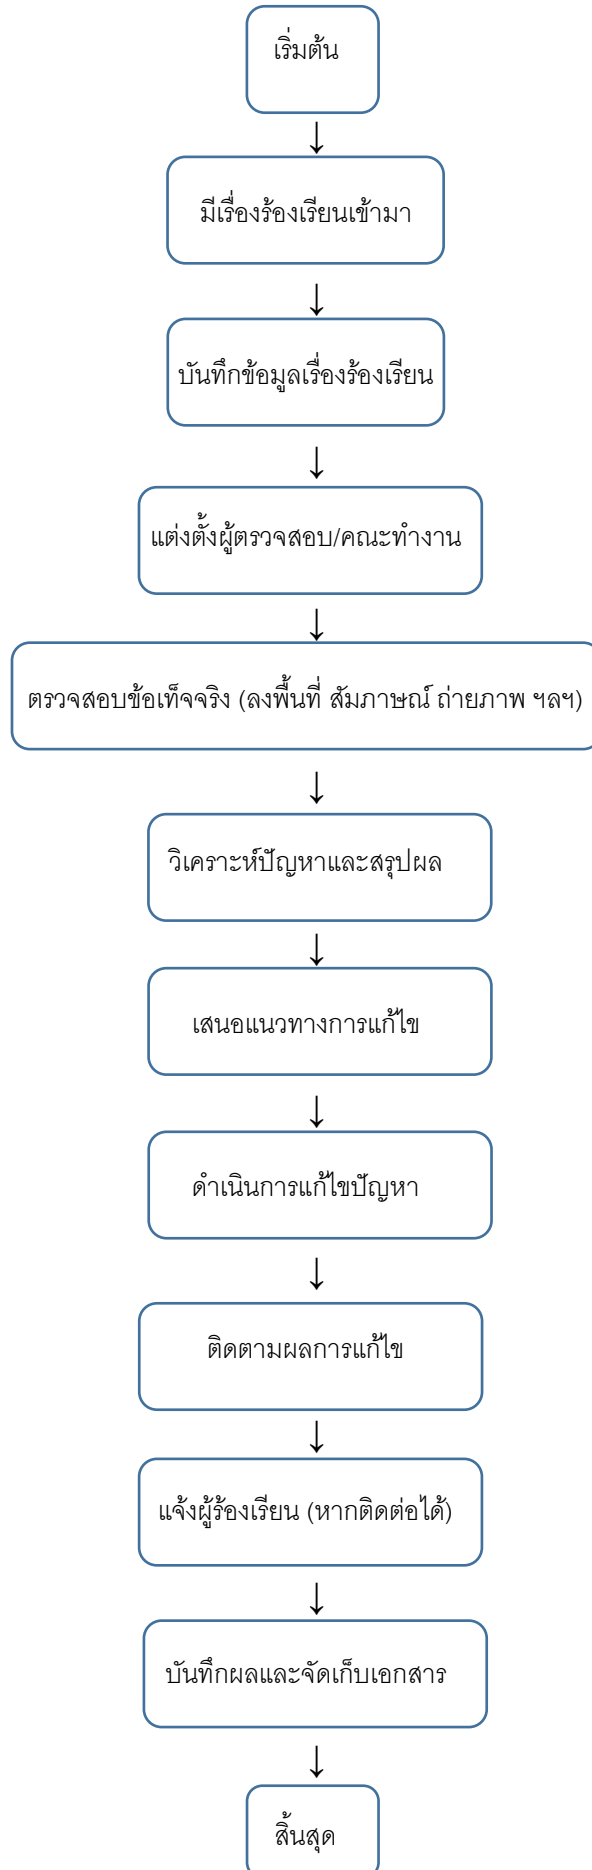 เริ่มต้น
↓
มีเรื่องร้องเรียนเข้ามา
↓
บันทึกข้อมูลเรื่องร้องเรียน
↓
แต่งตั้งผู้ตรวจสอบ/คณะทำงาน
↓
ตรวจสอบข้อเท็จจริง (ลงพื้นที่ สัมภาษณ์ ถ่ายภาพ ฯลฯ)
↓
วิเคราะห์ปัญหาและสรุปผล
↓
เสนอแนวทางการแก้ไข
↓
ดำเนินการแก้ไขปัญหา
↓
ติดตามผลการแก้ไข
↓
แจ้งผู้ร้องเรียน (หากติดต่อได้)
↓
บันทึกผลและจัดเก็บเอกสาร
↓
สิ้นสุด